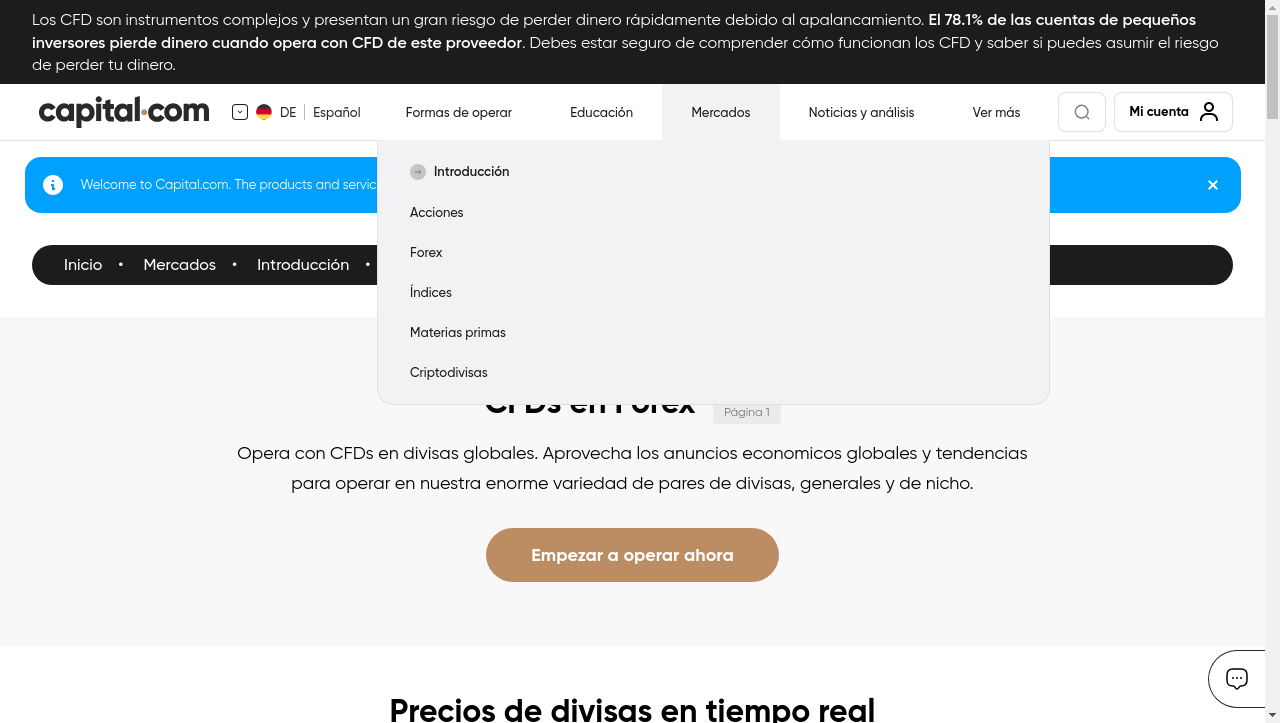 Los CFD son instrumentos complejos y presentan un gran riesgo de perder dinero rápidamente debido al apalancamiento. El 78.1% de las cuentas de pequeños
inversores pierde dinero cuando opera con CFD de este proveedor. Debes estar seguro de comprender cómo funcionan los CFD y saber si puedes asumir el riesgo
de perder tu dinero.
capital.com DE Español Formas de operar Educación Mercados Noticias y análisis Ver más Mi cuenta
Introducción
Welcome to Capital.com. The products and servic
Acciones
Forex
Inicio • Mercados • Introducción •
Índices
Materias primas
Criptodivisas
CFDs en Forex Página 1
Opera con CFDs en divisas globales. Aprovecha los anuncios economicos globales y tendencias
para operar en nuestra enorme variedad de pares de divisas, generales y de nicho.
Empezar a operar ahora
Precios de divisas en tiempo real